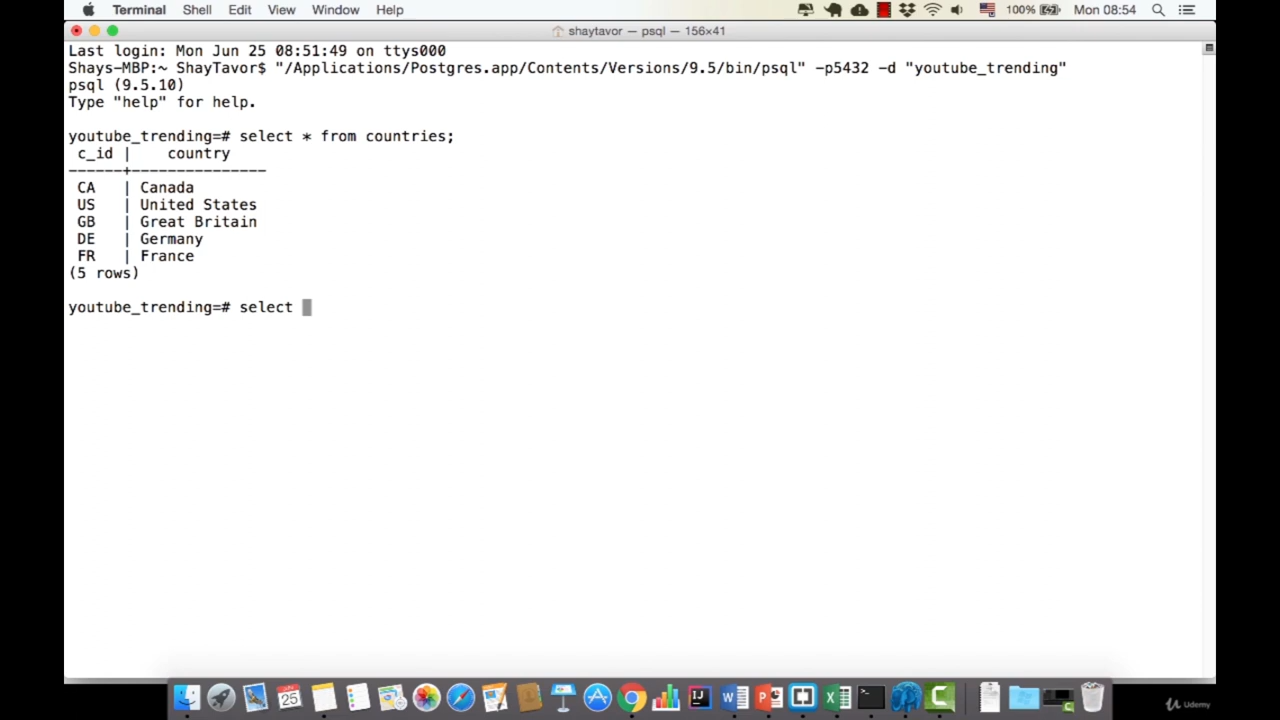 Terminal Shell Edit View Window Help 100% Mon 08:54
shaytavor — psql — 156×41
Last login: Mon Jun 25 08:51:49 on ttys000
Shays-MBP:~ ShayTavor$ "/Applications/Postgres.app/Contents/Versions/9.5/bin/psql" -p5432 -d "youtube_trending"
psql (9.5.10)
Type "help" for help.
youtube_trending=# select * from countries;
c_id | country
------+---------------
CA | Canada
US | United States
GB | Great Britain
DE | Germany
FR | France
(5 rows)
youtube_trending=# select
25
Udemy